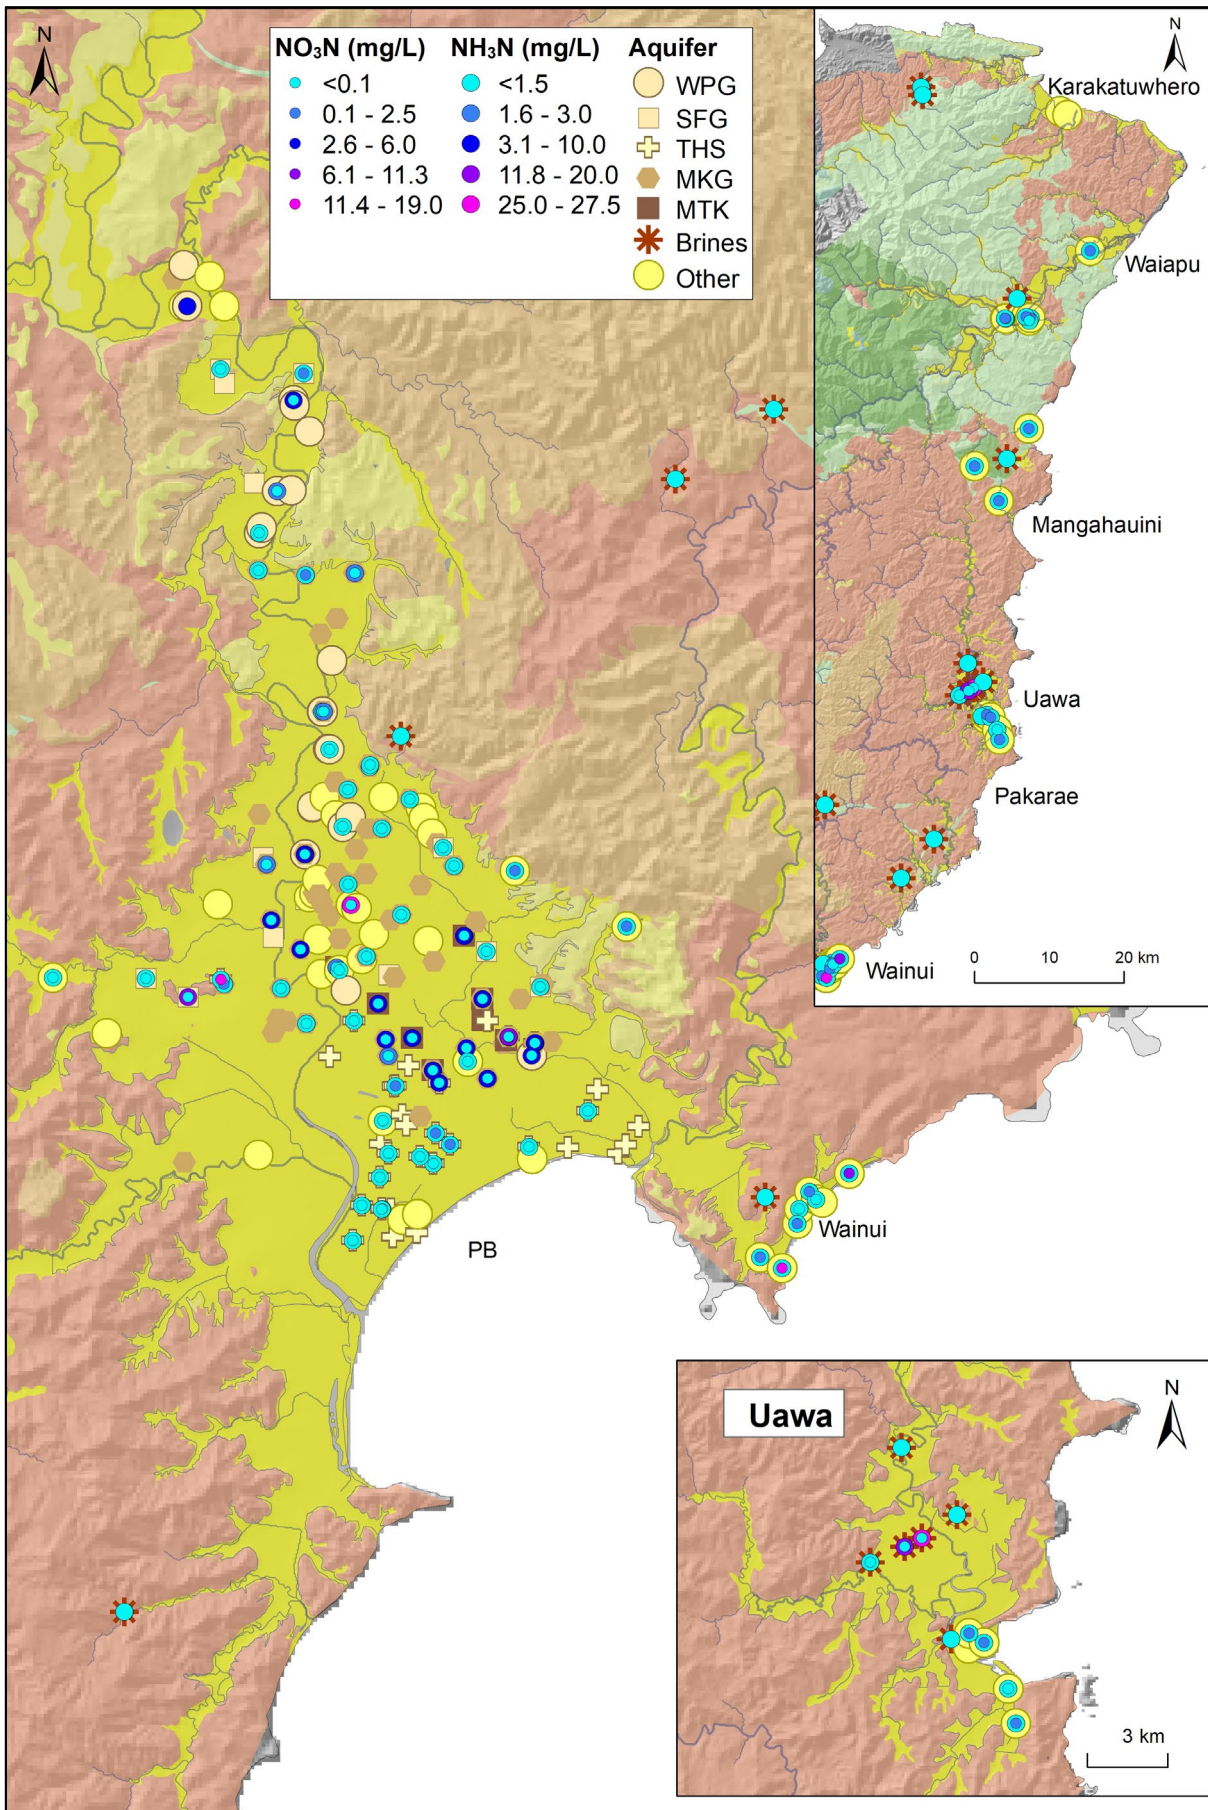 N
NO₃N (mg/L) NH₃N (mg/L) Aquifer
<0.1 <1.5 WPG
0.1 - 2.5 1.6 - 3.0 SFG
2.6 - 6.0 3.1 - 10.0 THS
6.1 - 11.3 11.8 - 20.0 MKG
11.4 - 19.0 25.0 - 27.5 MTK
Brines
Other
N
Karakatuwhero
Waiapu
Mangahauini
Uawa
Pakarae
Wainui
0 10 20 km
Wainui
PB
Uawa
N
3 km